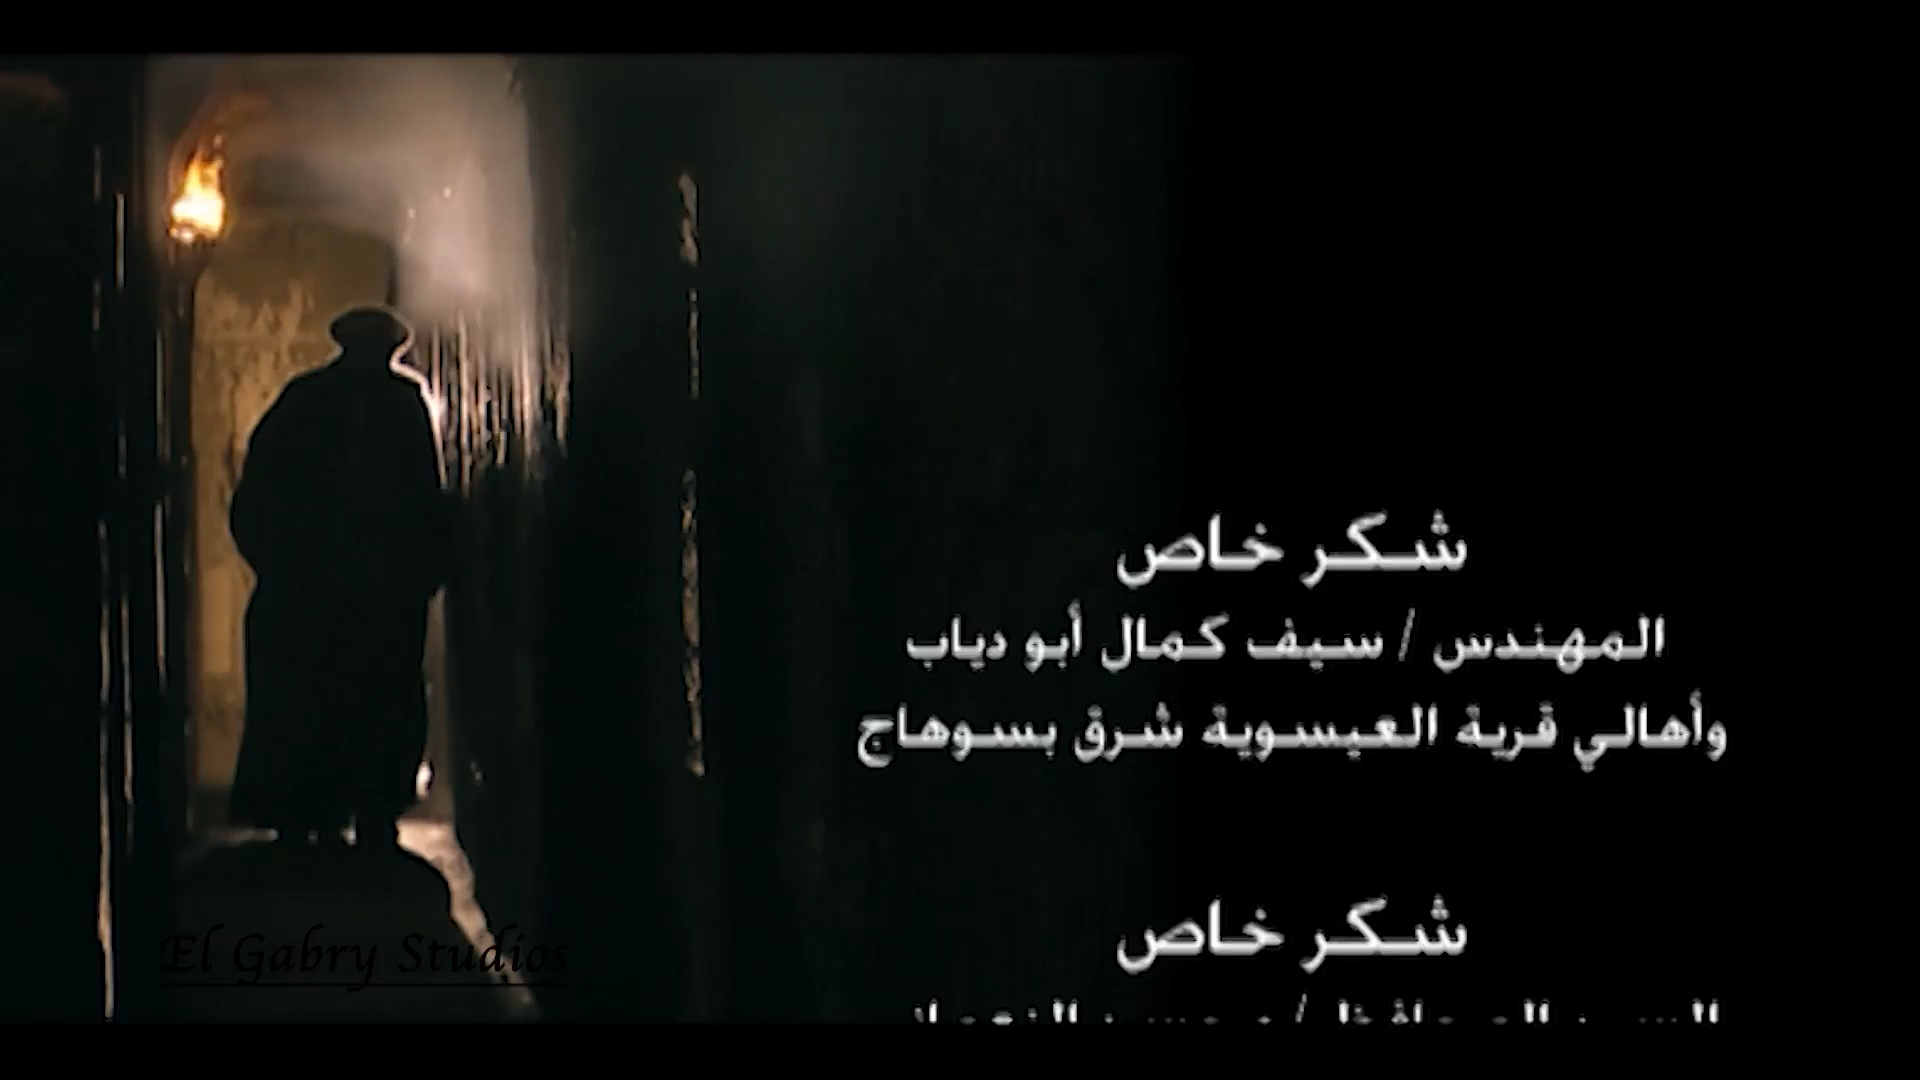 شكر خاص
المهندس / سيف كمال أبو دياب
وأهالي قرية العيسوية شرق بسوهاج
شكر خاص
El Gabry Studios